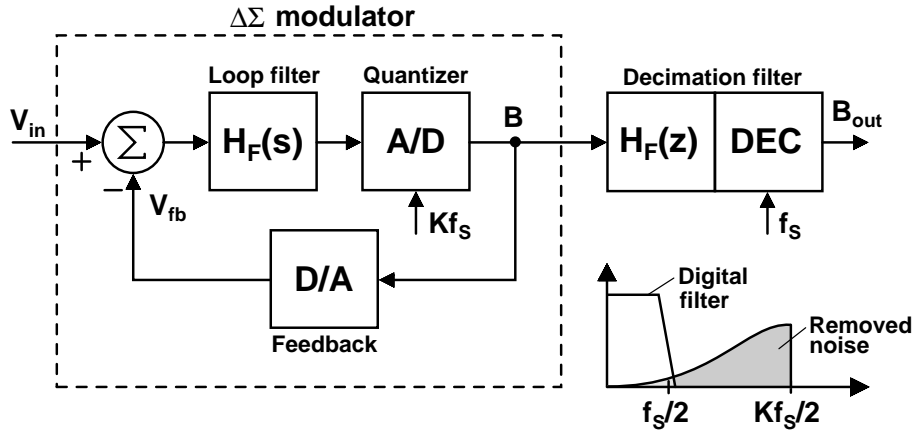 ΔΣ modulator
Loop filter
Quantizer
Decimation filter
V_in
+
Σ
−
H_F(s)
A/D
B
H_F(z)
DEC
B_out
V_fb
Kf_S
f_S
D/A
Feedback
Digital
filter
Removed
noise
f_S/2
Kf_S/2